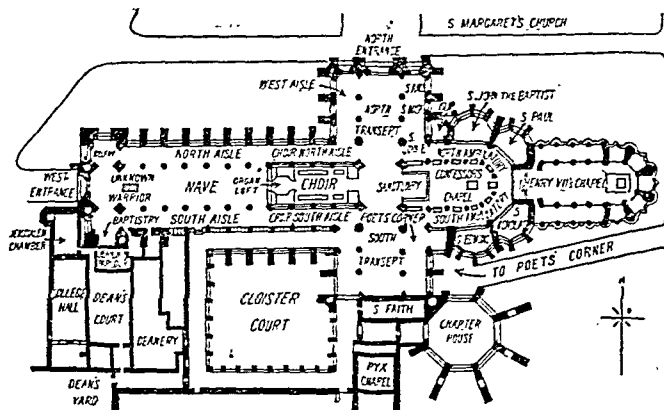 S MARGARET'S CHURCH
NORTH
ENTRANCE
WEST AISLE
NORTH
TRANSEPT
S JOHN THE BAPTIST
S PAUL
NORTH AISLE
CHOIR NORTH AISLE
WEST
ENTRANCE
UNKNOWN
WARRIOR
NAVE
ORGAN
LOFT
CHOIR
SANCTUARY
CONFESSORS
CHAPEL
HENRY VII'S CHAPEL
BAPTISTRY
SOUTH AISLE
CHOIR SOUTH AISLE
POETS CORNER
SOUTH
TRANSEPT
JERUSALEM
CHAMBER
TO POETS' CORNER
COLLEGE
HALL
DEAN'S
COURT
DEANERY
CLOISTER
COURT
S FAITH
CHAPTER
HOUSE
PYX
CHAPEL
DEAN'S
YARD
N